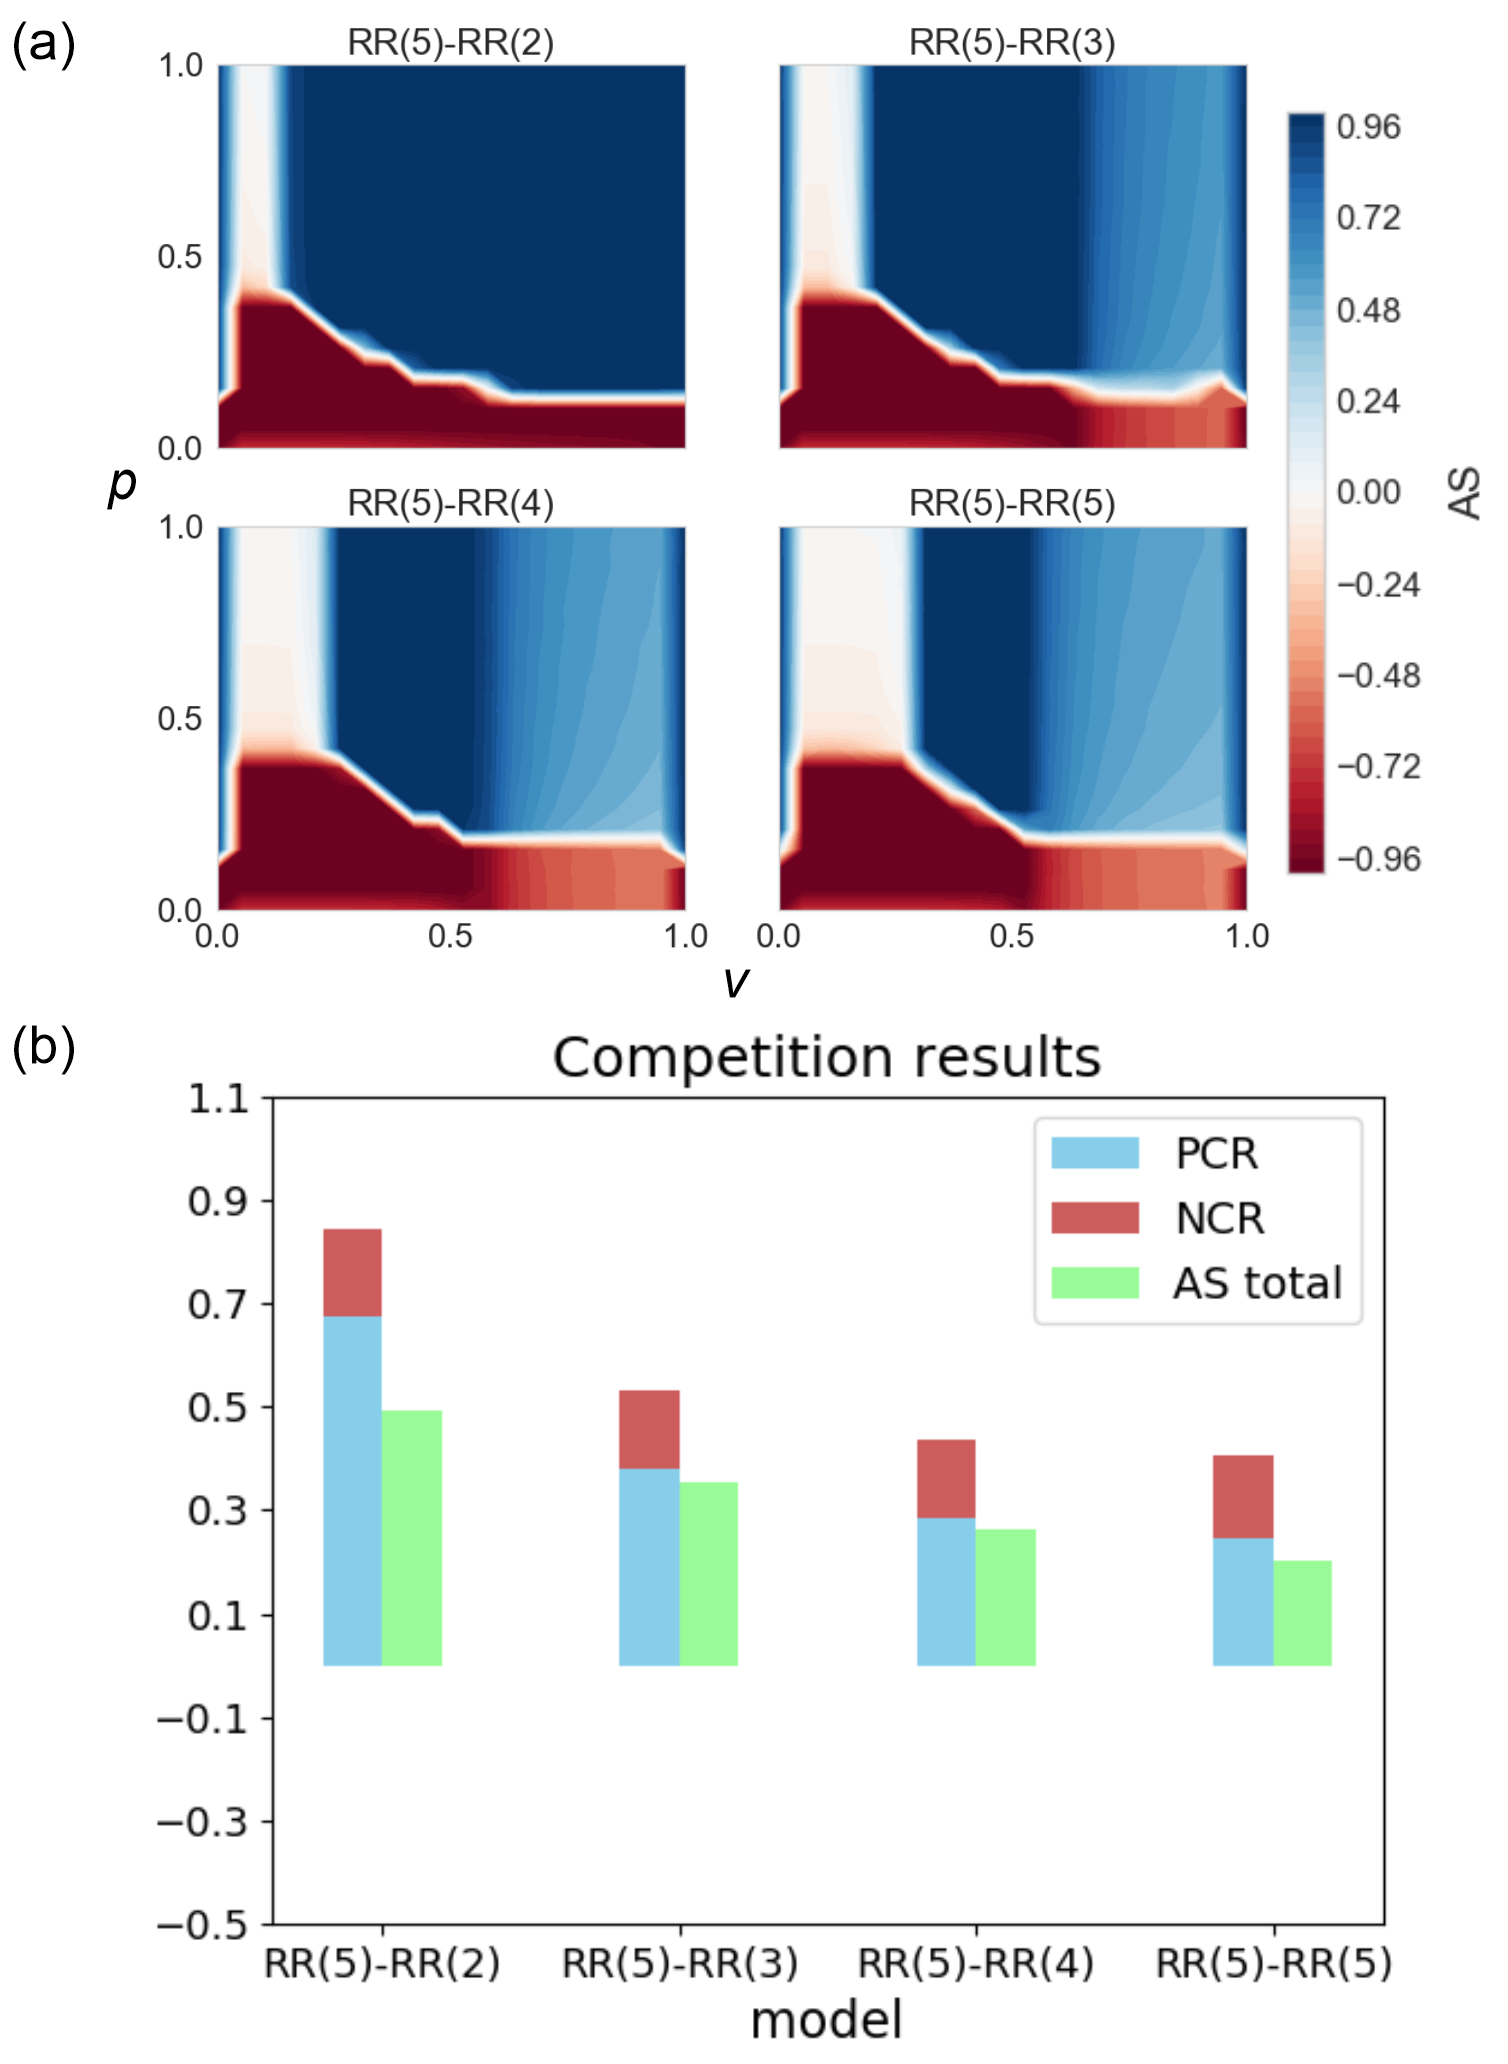 (a)
RR(5)-RR(2)
RR(5)-RR(3)
1.0
0.5
0.0
0.96
0.72
0.48
0.24
0.00
−0.24
−0.48
−0.72
−0.96
AS
p
RR(5)-RR(4)
RR(5)-RR(5)
1.0
0.5
0.0
0.0 0.5 1.0 0.0 0.5 1.0
v
(b)
Competition results
1.1
0.9
0.7
0.5
0.3
0.1
−0.1
−0.3
−0.5
PCR
NCR
AS total
RR(5)-RR(2) RR(5)-RR(3) RR(5)-RR(4) RR(5)-RR(5)
model